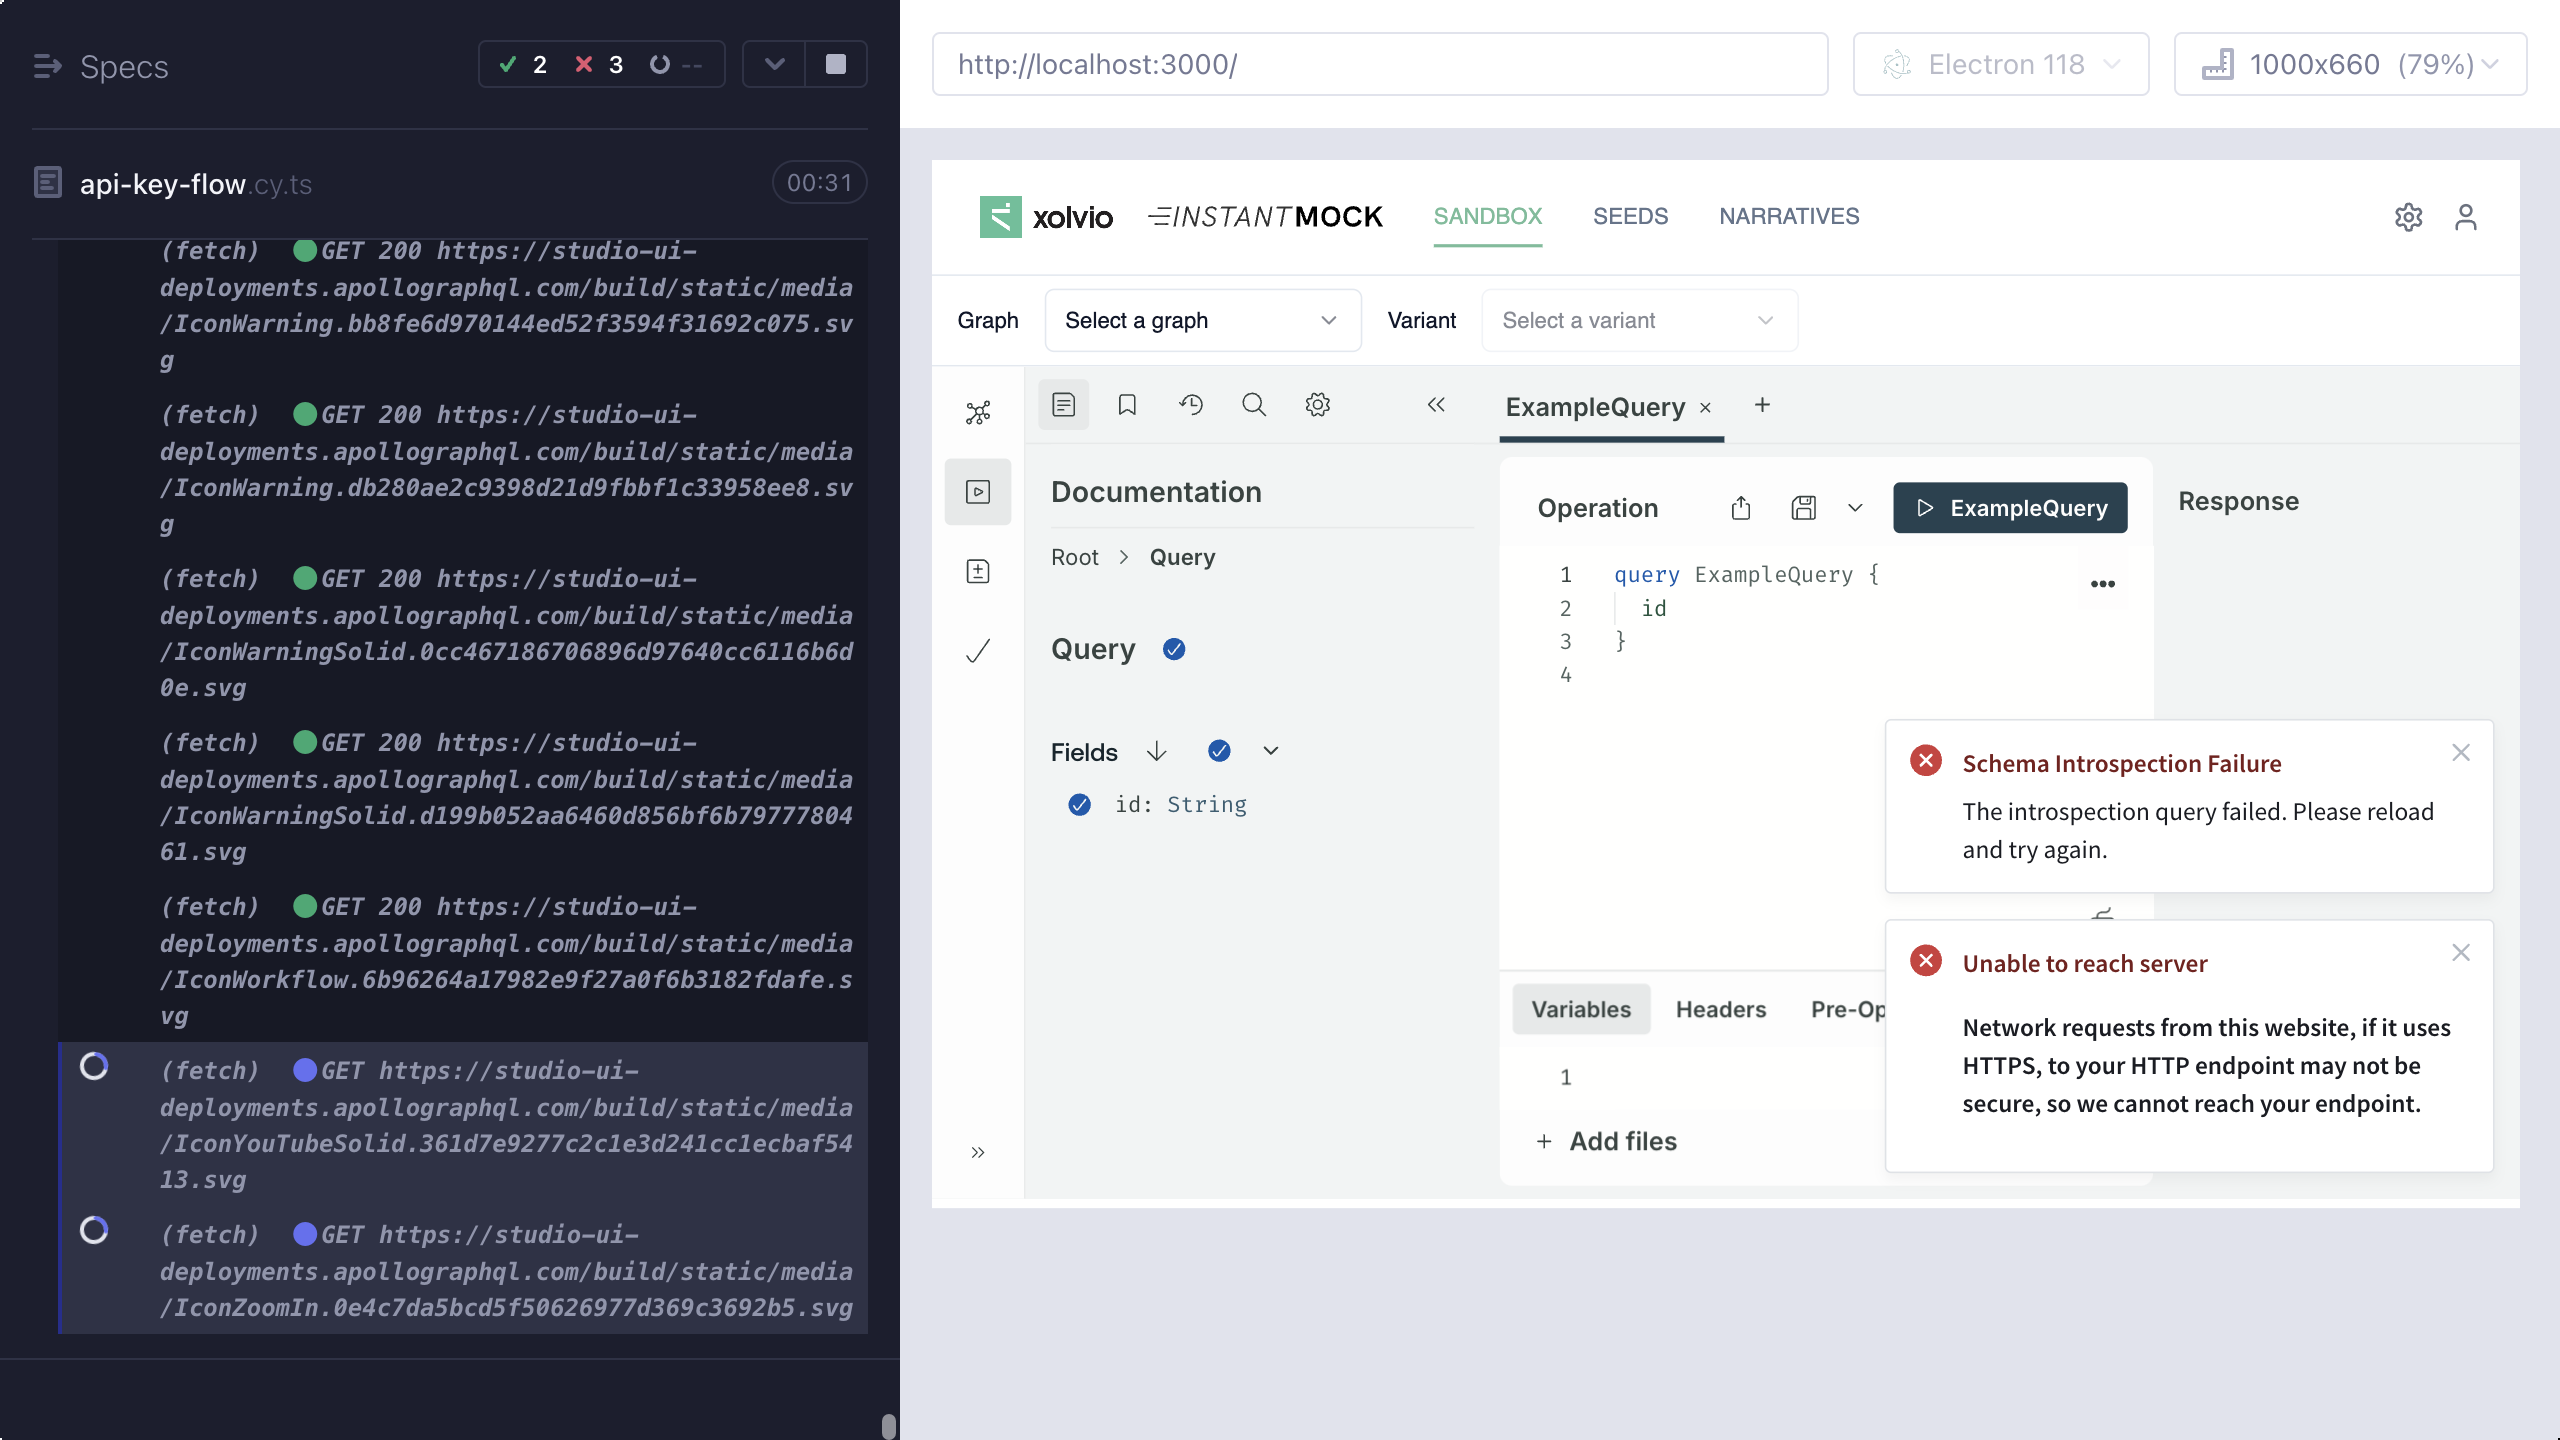 Specs
2 3 --
api-key-flow.cy.ts 00:31
(fetch) GET 200 https://studio-ui-
deployments.apollographql.com/build/static/media
/IconWarning.bb8fe6d970144ed52f3594f31692c075.sv
g
(fetch) GET 200 https://studio-ui-
deployments.apollographql.com/build/static/media
/IconWarning.db280ae2c9398d21d9fbbf1c33958ee8.sv
g
(fetch) GET 200 https://studio-ui-
deployments.apollographql.com/build/static/media
/IconWarningSolid.0cc467186706896d97640cc6116b6d
0e.svg
(fetch) GET 200 https://studio-ui-
deployments.apollographql.com/build/static/media
/IconWarningSolid.d199b052aa6460d856bf6b79777804
61.svg
(fetch) GET 200 https://studio-ui-
deployments.apollographql.com/build/static/media
/IconWorkflow.6b96264a17982e9f27a0f6b3182fdafe.s
vg
(fetch) GET https://studio-ui-
deployments.apollographql.com/build/static/media
/IconYouTubeSolid.361d7e9277c2c1e3d241cc1ecbaf54
13.svg
(fetch) GET https://studio-ui-
deployments.apollographql.com/build/static/media
/IconZoomIn.0e4c7da5bcd5f50626977d369c3692b5.svg
http://localhost:3000/
Electron 118
1000x660 (79%)
xolvio INSTANTMOCK SANDBOX SEEDS NARRATIVES
Graph Select a graph Variant Select a variant
ExampleQuery
Documentation
Root > Query
Query
Fields
id: String
Operation ExampleQuery
1 query ExampleQuery {
2 id
3 }
4
Response
Variables Headers Pre-Op
1
+ Add files
Schema Introspection Failure
The introspection query failed. Please reload
and try again.
Unable to reach server
Network requests from this website, if it uses
HTTPS, to your HTTP endpoint may not be
secure, so we cannot reach your endpoint.